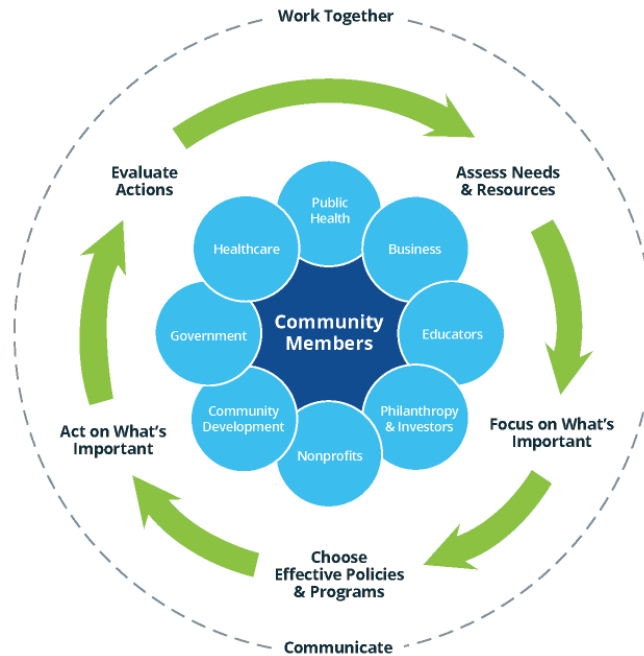 Work Together
Evaluate
Actions
Assess Needs
& Resources
Public
Health
Healthcare
Business
Community
Members
Government
Educators
Community
Development
Philanthropy
& Investors
Nonprofits
Act on What's
Important
Focus on What's
Important
Choose
Effective Policies
& Programs
Communicate